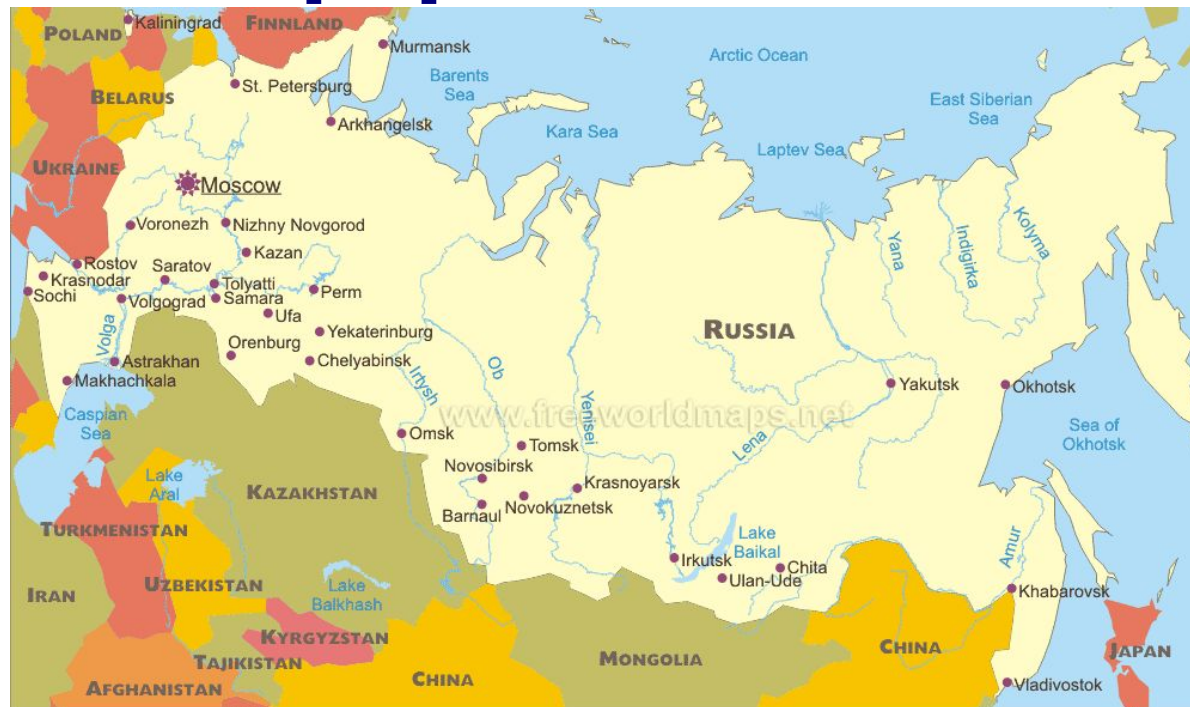 Kaliningrad
FINNLAND
POLAND
Murmansk
Arctic Ocean
Barents
Sea
St. Petersburg
BELARUS
East Siberian
Sea
Arkhangelsk
Kara Sea
Laptev Sea
UKRAINE
Moscow
Voronezh
Nizhny Novgorod
Kolyma
Indigirka
Yana
Kazan
Rostov
Saratov
Krasnodar
Tolyatti
Sochi
Volgograd
Samara
Perm
Ufa
Volga
Yekaterinburg
RUSSIA
Orenburg
Astrakhan
Chelyabinsk
Ob
Irtysh
Makhachkala
Yakutsk
Okhotsk
Yenisei
www.freeworldmaps.net
Caspian
Sea
Omsk
Tomsk
Lena
Sea of
Okhotsk
Lake
Aral
Novosibirsk
Krasnoyarsk
KAZAKHSTAN
Novokuznetsk
Barnaul
TURKMENISTAN
Lake
Baikal
Amur
Irkutsk
Chita
Ulan-Ude
UZBEKISTAN
IRAN
Lake
Balkhash
Khabarovsk
KYRGYZSTAN
CHINA
JAPAN
MONGOLIA
TAJIKISTAN
CHINA
AFGHANISTAN
Vladivostok